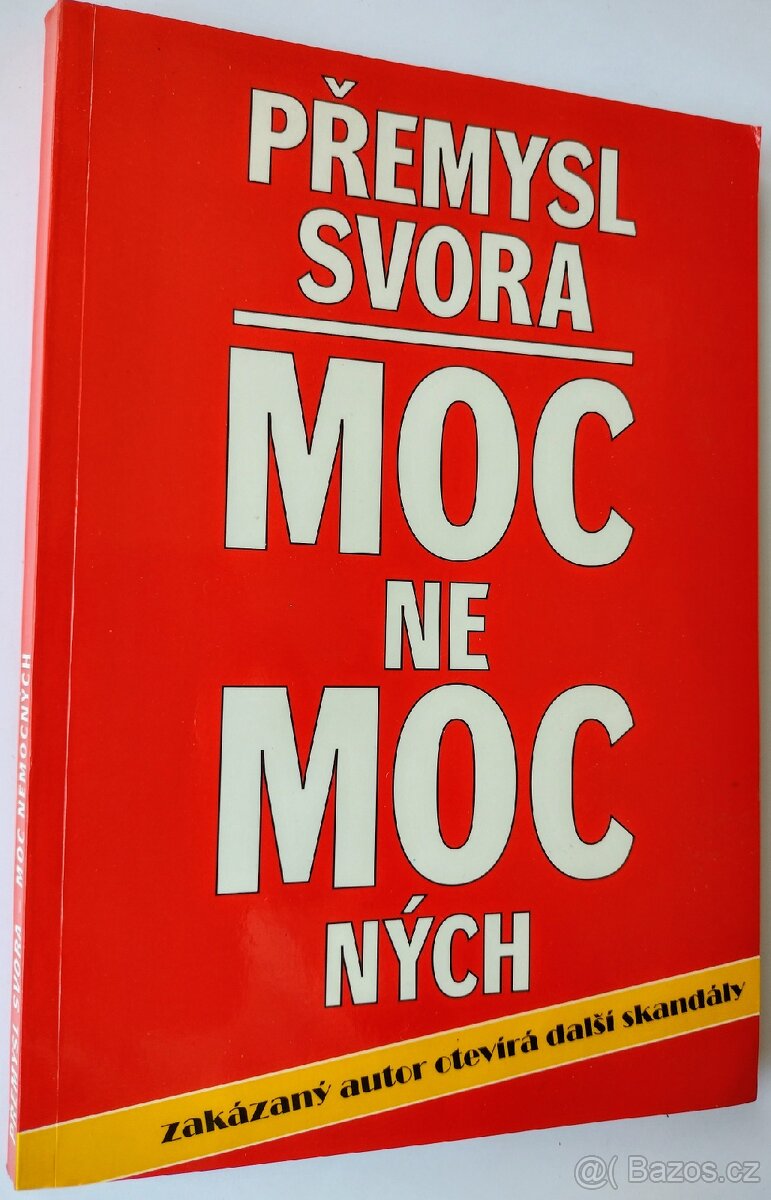 PŘEMYSL
SVORA
MOC
NE
MOC
NÝCH
zakázaný autor otevírá další skandály
PŘEMYSL SVORA - MOC NEMOCNÝCH
@( Bazos.cz